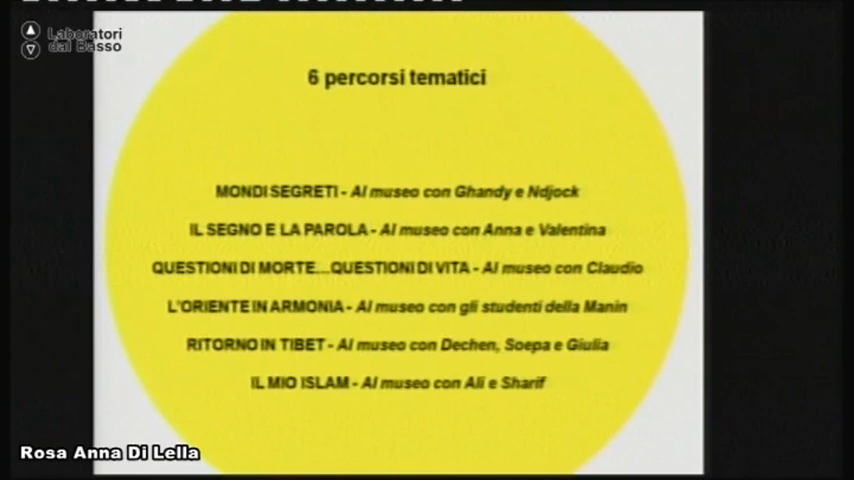 Laboratori
dal Basso
6 percorsi tematici
MONDI SEGRETI - Al museo con Ghandy e Ndjock
IL SEGNO E LA PAROLA - Al museo con Anna e Valentina
QUESTIONI DI MORTE...QUESTIONI DI VITA - Al museo con Claudio
L'ORIENTE IN ARMONIA - Al museo con gli studenti della Manin
RITORNO IN TIBET - Al museo con Dechen, Soepa e Giulia
IL MIO ISLAM - Al museo con Ali e Sharif
Rosa Anna Di Lella